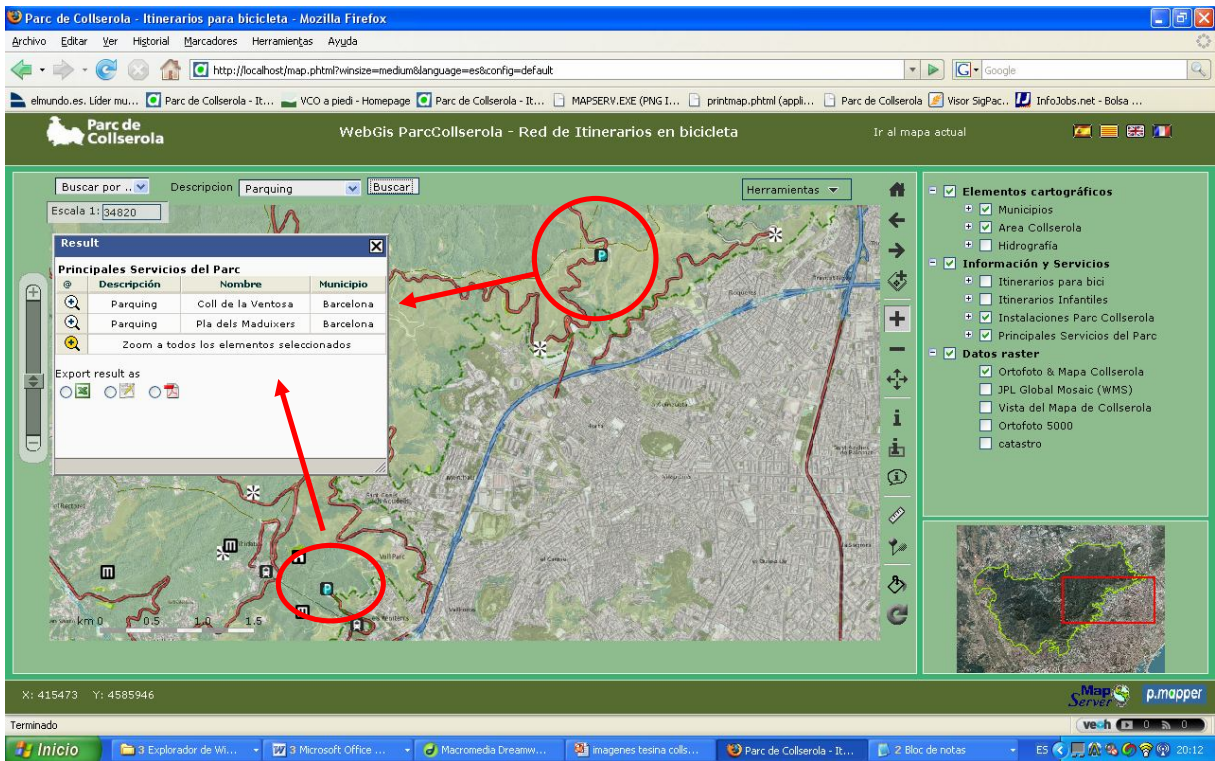 Parc de Collserola - Itinerarios para bicicleta - Mozilla Firefox
Archivo Editar Ver Historial Marcadores Herramientas Ayuda
http://localhost/map.phtml?winsize=medium&language=es&config=default
G Google
elmundo.es. Líder mu... Parc de Collserola - It... VCO a piedi - Homepage Parc de Collserola - It... MAPSERV.EXE (PNG I... printmap.phtml (appli... Parc de Collserola Visor SigPac.. InfoJobs.net - Bolsa ...
Parc de
Collserola
WebGis ParcCollserola - Red de Itinerarios en bicicleta
Ir al mapa actual
Buscar por .. Descripcion Parquing Buscar
Herramientas
Escala 1: 34820
Result
Principales Servicios del Parc
@ Descripción Nombre Municipio
Parquing Coll de la Ventosa Barcelona
Parquing Pla dels Maduixers Barcelona
Zoom a todos los elementos seleccionados
Export result as
P
P
m
m
m
Vall Parc
km 0 0.5 1.0 1.5
Elementos cartográficos
Municipios
Area Collserola
Hidrografía
Información y Servicios
Itinerarios para bici
Itinerarios Infantiles
Instalaciones Parc Collserola
Principales Servicios del Parc
Datos raster
Ortofoto & Mapa Collserola
JPL Global Mosaic (WMS)
Vista del Mapa de Collserola
Ortofoto 5000
catastro
X: 415473 Y: 4585946
Map Server
p.mapper
Terminado
veoh 0 0
Inicio 3 Explorador de Wi... 3 Microsoft Office ... Macromedia Dreamw... imagenes tesina colls... Parc de Collserola - It... 2 Bloc de notas ES 20:12